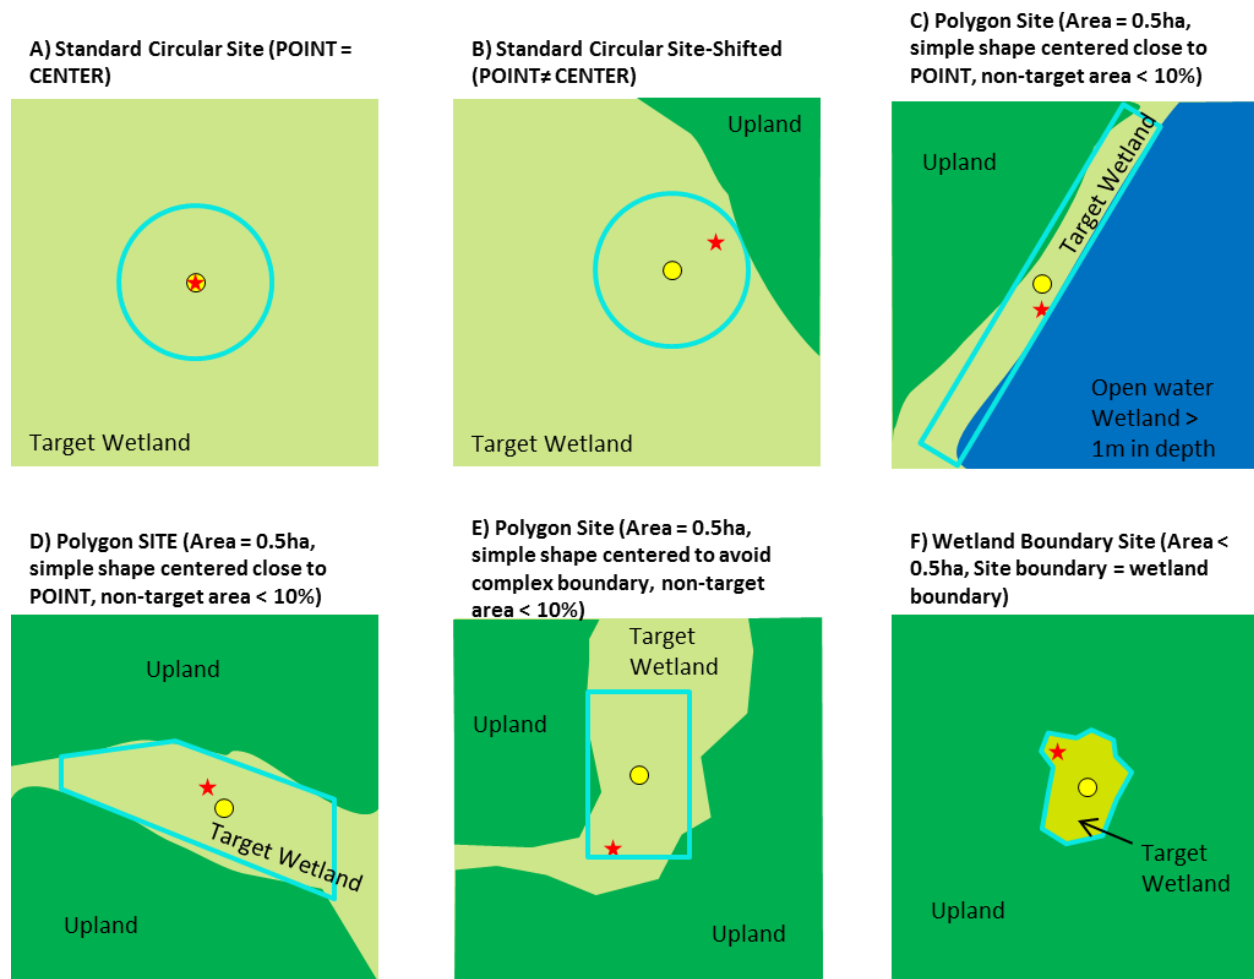 A) Standard Circular Site (POINT =
CENTER)
Target Wetland
B) Standard Circular Site-Shifted
(POINT≠ CENTER)
Upland
Target Wetland
C) Polygon Site (Area = 0.5ha,
simple shape centered close to
POINT, non-target area < 10%)
Upland
Target Wetland
Open water
Wetland >
1m in depth
D) Polygon SITE (Area = 0.5ha,
simple shape centered close to
POINT, non-target area < 10%)
Upland
Target Wetland
Upland
E) Polygon Site (Area = 0.5ha,
simple shape centered to avoid
complex boundary, non-target
area < 10%)
Target
Wetland
Upland
Upland
F) Wetland Boundary Site (Area <
0.5ha, Site boundary = wetland
boundary)
Target
Wetland
Upland